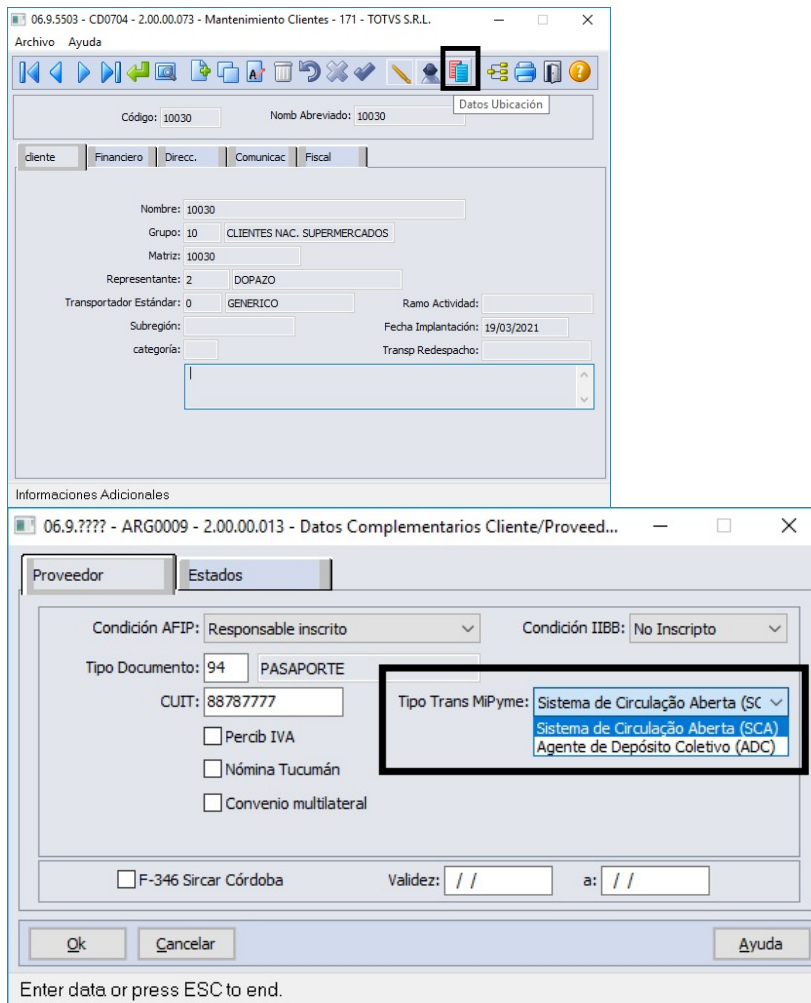 06.9.5503 - CD0704 - 2.00.00.073 - Mantenimiento Clientes - 171 - TOTVS S.R.L.
Archivo Ayuda
Datos Ubicación
Código: 10030 Nomb Abreviado: 10030
cliente Financiero Direcc. Comunicac Fiscal
Nombre: 10030
Grupo: 10 CLIENTES NAC. SUPERMERCADOS
Matriz: 10030
Representante: 2 DOPAZO
Transportador Estándar: 0 GENERICO Ramo Actividad:
Subregión: Fecha Implantación: 19/03/2021
categoría: Transp Redespacho:
Informaciones Adicionales
06.9.???? - ARG0009 - 2.00.00.013 - Datos Complementarios Cliente/Proveed...
Proveedor Estados
Condición AFIP: Responsable inscrito Condición IIBB: No Inscripto
Tipo Documento: 94 PASAPORTE
CUIT: 88787777 Tipo Trans MiPyme: Sistema de Circulação Aberta (SC
Sistema de Circulação Aberta (SCA)
Percib IVA Agente de Depósito Coletivo (ADC)
Nómina Tucumán
Convenio multilateral
F-346 Sircar Córdoba Validez: / / a: / /
Ok Cancelar Ayuda
Enter data or press ESC to end.